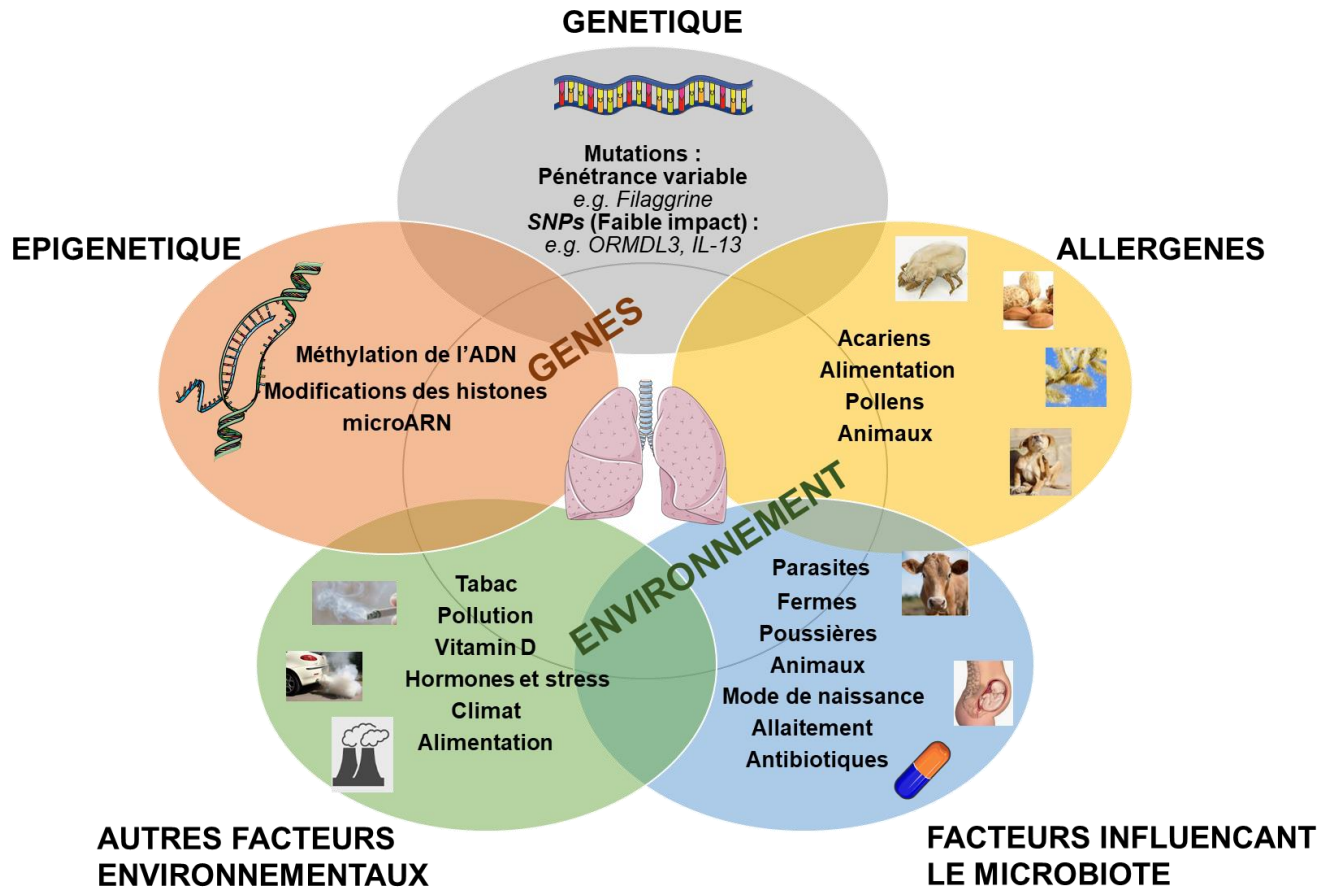 GENETIQUE
Mutations :
Pénétrance variable
e.g. Filaggrine
SNPs (Faible impact) :
e.g. ORMDL3, IL-13
EPIGENETIQUE
Méthylation de l'ADN
Modifications des histones
microARN
GENES
ALLERGENES
Acariens
Alimentation
Pollens
Animaux
ENVIRONNEMENT
Tabac
Pollution
Vitamin D
Hormones et stress
Climat
Alimentation
Parasites
Fermes
Poussières
Animaux
Mode de naissance
Allaitement
Antibiotiques
AUTRES FACTEURS
ENVIRONNEMENTAUX
FACTEURS INFLUENCANT
LE MICROBIOTE